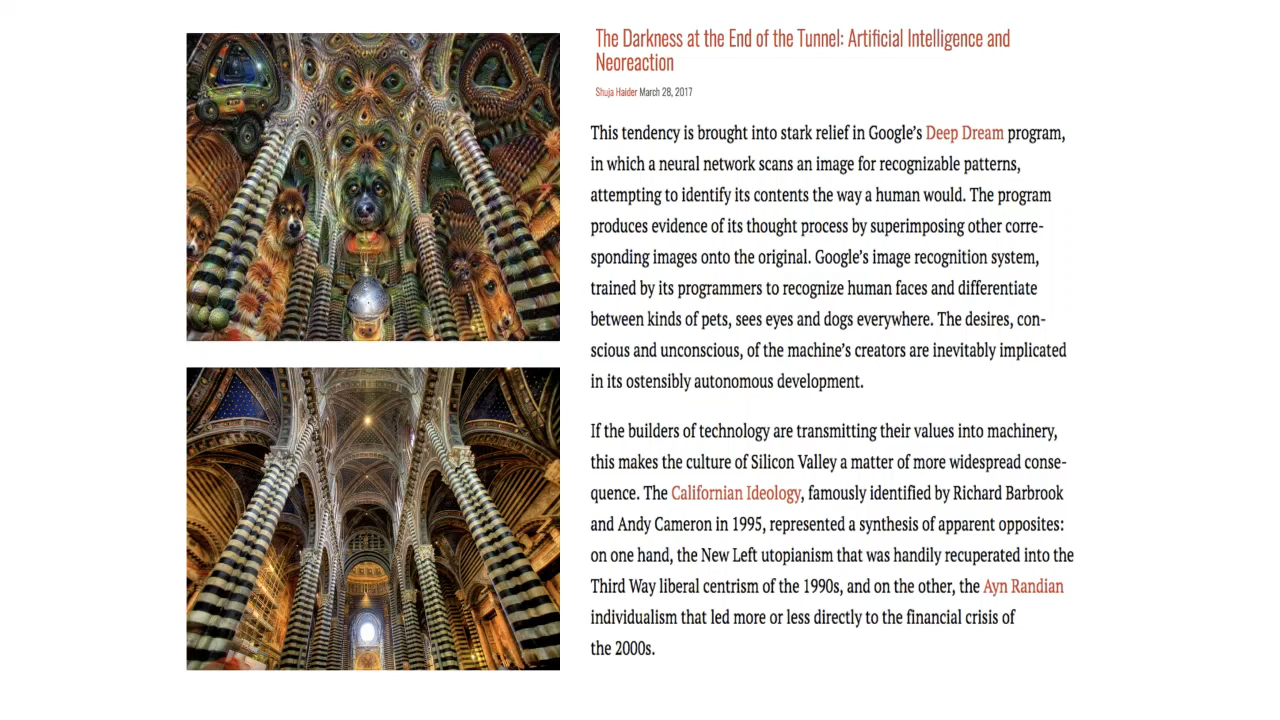 The Darkness at the End of the Tunnel: Artificial Intelligence and
Neoreaction
Shuja Haider March 28, 2017
This tendency is brought into stark relief in Google’s Deep Dream program,
in which a neural network scans an image for recognizable patterns,
attempting to identify its contents the way a human would. The program
produces evidence of its thought process by superimposing other corre-
sponding images onto the original. Google’s image recognition system,
trained by its programmers to recognize human faces and differentiate
between kinds of pets, sees eyes and dogs everywhere. The desires, con-
scious and unconscious, of the machine’s creators are inevitably implicated
in its ostensibly autonomous development.
If the builders of technology are transmitting their values into machinery,
this makes the culture of Silicon Valley a matter of more widespread conse-
quence. The Californian Ideology, famously identified by Richard Barbrook
and Andy Cameron in 1995, represented a synthesis of apparent opposites:
on one hand, the New Left utopianism that was handily recuperated into the
Third Way liberal centrism of the 1990s, and on the other, the Ayn Randian
individualism that led more or less directly to the financial crisis of
the 2000s.